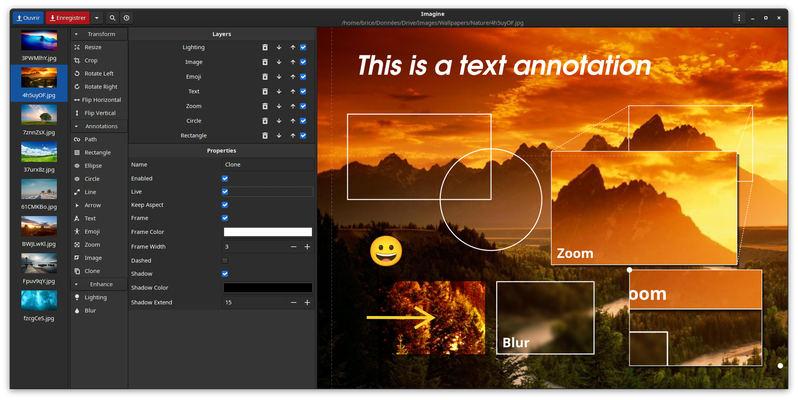 Ouvrir
Enregistrer
Imagine
/home/brice/Données/Drive/Images/Wallpapers/Nature/4h5uyOF.jpg
3PWMlhY.jpg
4h5uyOF.jpg
7znnZsX.jpg
37urx8z.jpg
61CMKBo.jpg
BWJLwKl.jpg
Fpuv9qY.jpg
fzcgCeS.jpg
Transform
Resize
Crop
Rotate Left
Rotate Right
Flip Horizontal
Flip Vertical
Annotations
Path
Rectangle
Ellipse
Circle
Line
Arrow
Text
Emoji
Zoom
Image
Clone
Enhance
Lighting
Blur
Layers
Lighting
Image
Emoji
Text
Zoom
Circle
Rectangle
Properties
Name Clone
Enabled
Live
Keep Aspect
Frame
Frame Color
Frame Width 3
Dashed
Shadow
Shadow Color
Shadow Extend 15
This is a text annotation
Zoom
Blur
oom